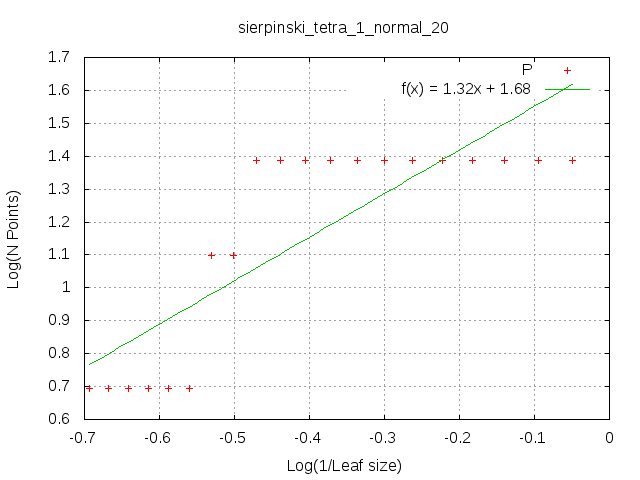 sierpinski_tetra_1_normal_20
1.7
P
1.6
f(x) = 1.32x + 1.68
1.5
1.4
1.3
1.2
1.1
1
0.9
0.8
0.7
0.6
Log(N Points)
-0.7 -0.6 -0.5 -0.4 -0.3 -0.2 -0.1 0
Log(1/Leaf size)